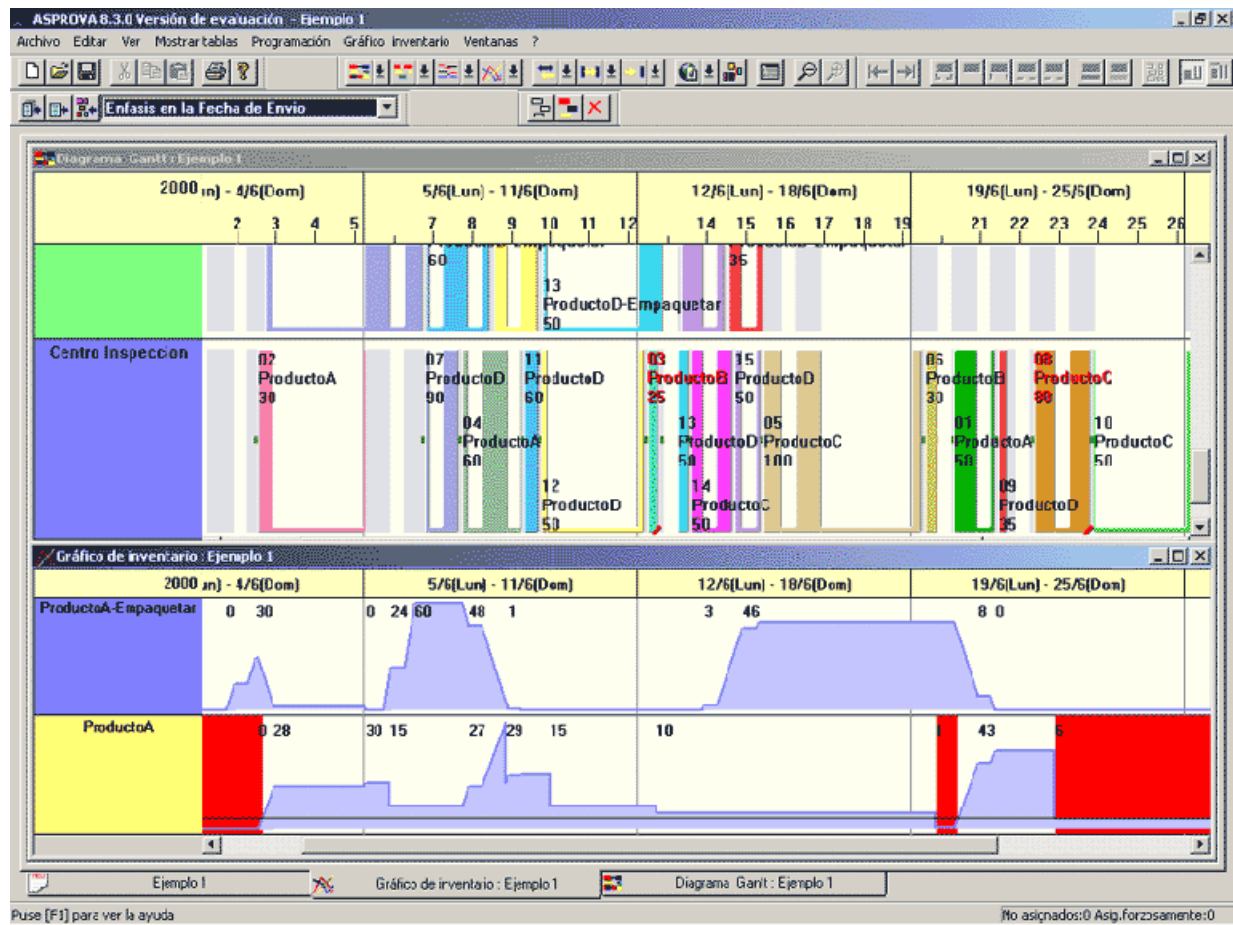 ASPROVA 8.3.0 Versión de evaluación - Ejemplo 1
Archivo Editar Ver Mostrar tablas Programación Gráfico inventario Ventanas ?
Enfasis en la Fecha de Envio
Diagrama Gantt : Ejemplo 1
2000 un) - 4/6(Dom) 5/6(Lun) - 11/6(Dom) 12/6(Lun) - 18/6(Dom) 19/6(Lun) - 25/6(Dom)
2 3 4 5 7 8 9 10 11 12 14 15 16 17 18 19 21 22 23 24 25 26
60 35
13
ProductoD-Empaquetar
50
Centro Inspeccion
02
ProductoA
30
07
ProductoD
90
04
ProductoA
60
11
ProductoD
60
12
ProductoD
50
03
ProductoB
25
13
ProductoD
50
14
ProductoC
50
15
ProductoD
50
05
ProductoC
100
06
ProductoB
30
01
ProductoA
50
09
ProductoD
35
08
ProductoC
80
10
ProductoC
50
Gráfico de inventario : Ejemplo 1
2000 un) - 4/6(Dom) 5/6(Lun) - 11/6(Dom) 12/6(Lun) - 18/6(Dom) 19/6(Lun) - 25/6(Dom)
ProductoA-Empaquetar 0 30 0 24 60 48 1 3 46 8 0
ProductoA 0 28 30 15 27 29 15 10 43 6
Ejemplo 1 Gráfico de inventario : Ejemplo 1 Diagrama Gantt : Ejemplo 1
Puse [F1] para ver la ayuda No asignados:0 Asig.forzosamente:0